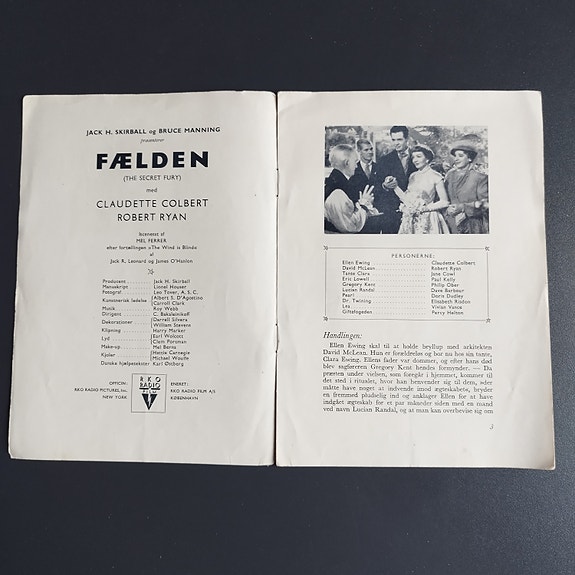 JACK H. SKIRBALL og BRUCE MANNING
præsenterer
FÆLDEN
(THE SECRET FURY)
med
CLAUDETTE COLBERT
ROBERT RYAN
Iscenesat af
MEL FERRER
efter fortællingen »The Wind is Blind«
af
Jack R. Leonard og James O'Hanlon
Producent Jack H. Skirball
Manuskript Lionel Houser
Fotograf Leo Tover, A. S. C.
Kunstnerisk ledelse Albert S. D'Agostino
Carroll Clark
Musik Roy Webb
Dirigent C. Bakaleinikoff
Dekorationer Darrell Silvera
William Stevens
Klipning Harry Marker
Lyd Earl Wolcott
Clem Portman
Make-up Mel Berns
Kjoler Hattie Carnegie
Michael Woulfe
Danske hjælpetekster Karl Østberg
OFFICIN:
RKO RADIO PICTURES, Inc.
NEW YORK
RKO
RADIO
FILM
ENERET:
RKO RADIO FILM A/S
KØBENHAVN
PERSONERNE:
Ellen Ewing Claudette Colbert
David McLean Robert Ryan
Tante Clara Jane Cowl
Eric Lowell Paul Kelly
Gregory Kent Philip Ober
Lucian Randal Dave Barbour
Pearl Doris Dudley
Dr. Twining Elisabeth Risdon
Lea Vivian Vance
Giftefogeden Percy Helton
Handlingen:
Ellen Ewing skal til at holde bryllup med arkitekten
David McLean. Hun er forældreløs og bor nu hos sin tante,
Clara Ewing. Ellens fader var dommer, og efter hans død
blev sagføreren Gregory Kent hendes formynder. — Da
præsten under vielsen, som foregår i hjemmet, kommer til
det sted i ritualet, hvor han henvender sig til dem, der
måtte have noget at indvende imod ægteskabets, bryder
en fremmed pludselig ind og anklager Ellen for at have
indgået ægteskab for et par måneder siden med en mand
ved navn Lucian Randal, og at man kan overbevise sig om
3